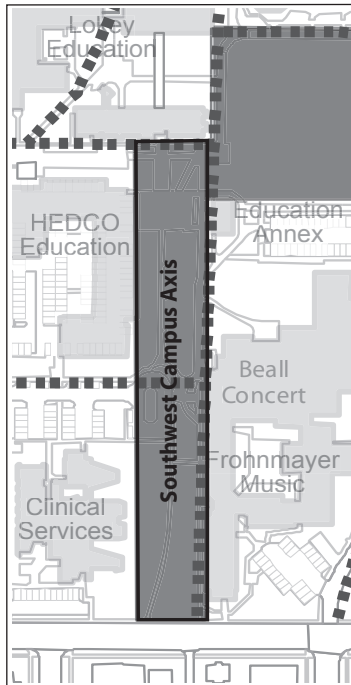 Lokey
Education
HEDCO
Education
Education
Annex
Southwest Campus Axis
Beall
Concert
Frohnmayer
Music
Clinical
Services